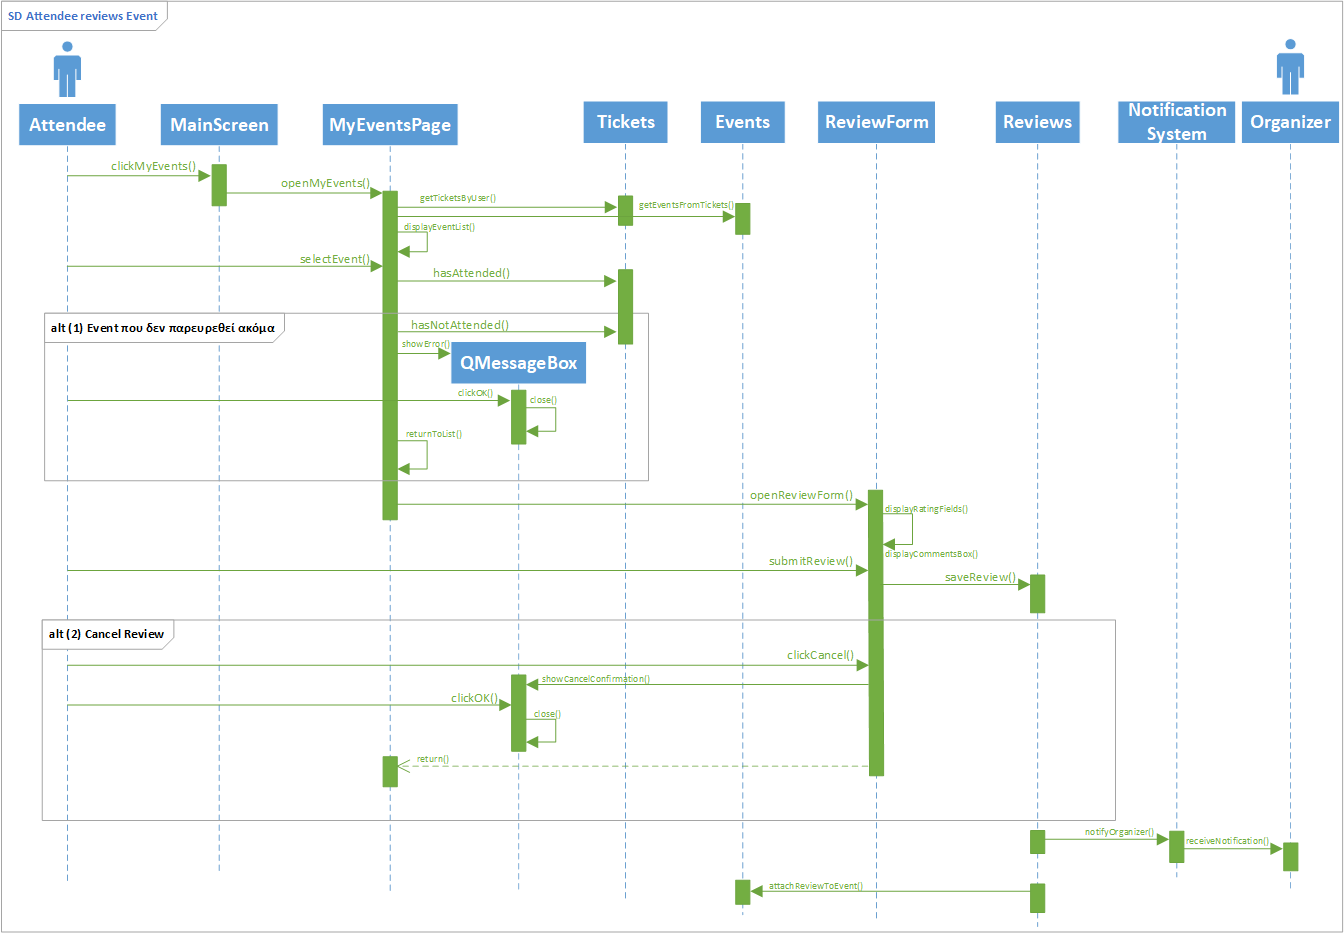 SD Attendee reviews Event
Attendee
MainScreen
MyEventsPage
Tickets
Events
ReviewForm
Reviews
Notification
System
Organizer
clickMyEvents()
openMyEvents()
getTicketsByUser()
getEventsFromTickets()
displayEventList()
selectEvent()
hasAttended()
alt (1) Event που δεν παρευρεθεί ακόμα
hasNotAttended()
showError()
QMessageBox
clickOK()
close()
returnToList()
openReviewForm()
displayRatingFields()
displayCommentsBox()
submitReview()
saveReview()
alt (2) Cancel Review
clickCancel()
showCancelConfirmation()
clickOK()
close()
return()
notifyOrganizer()
receiveNotification()
attachReviewToEvent()